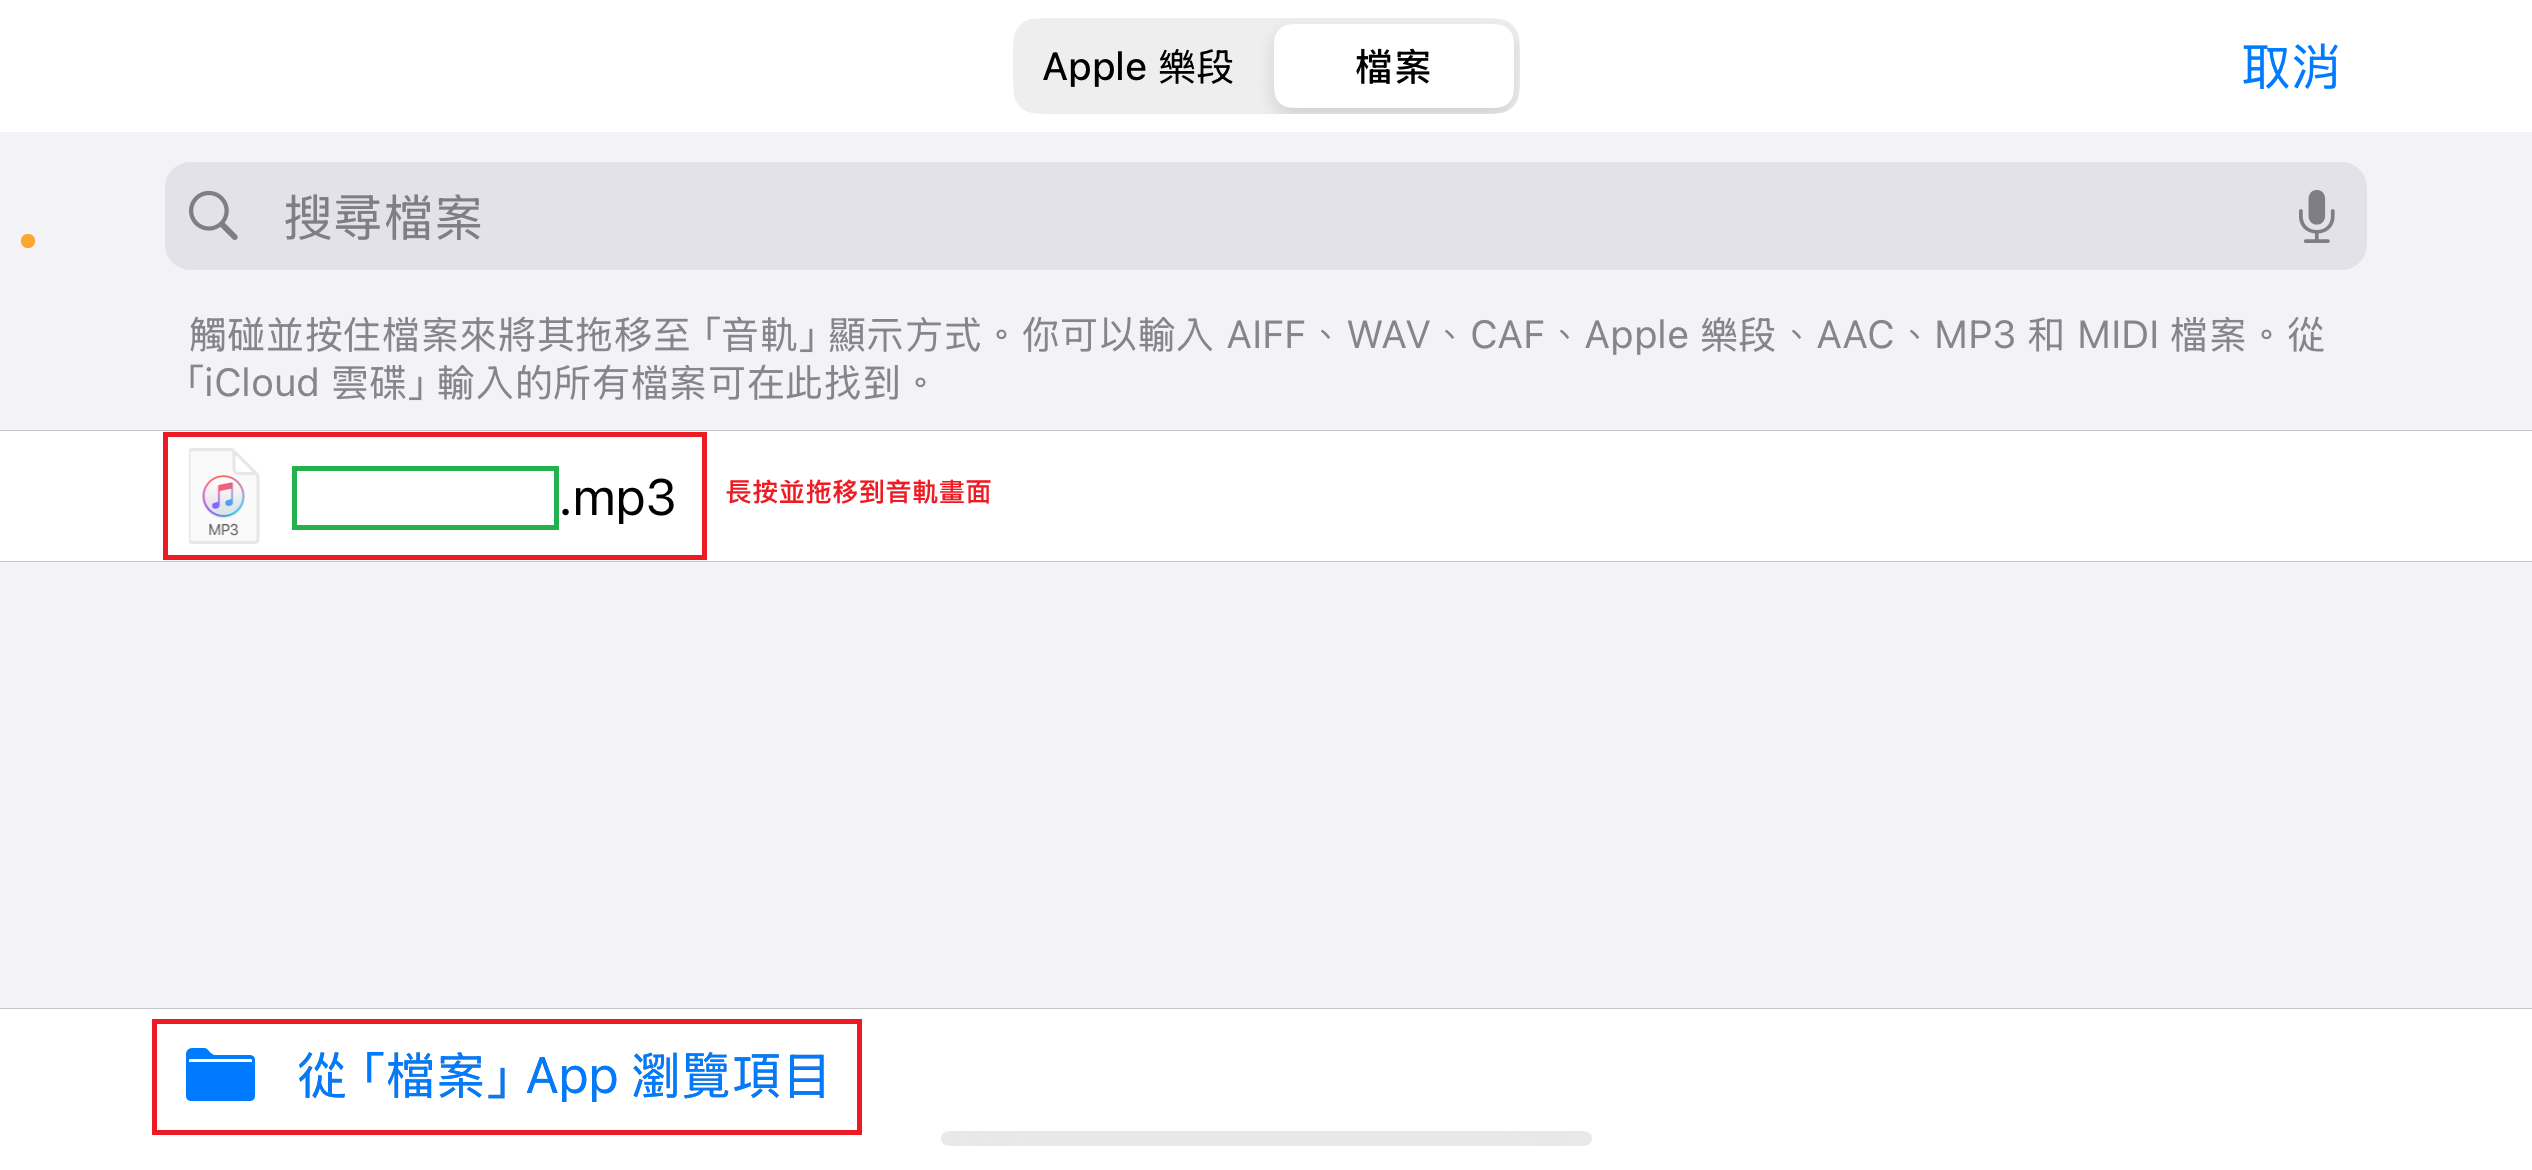 Apple 樂段 檔案 取消
搜尋檔案
觸碰並按住檔案來將其拖移至「音軌」顯示方式。你可以輸入 AIFF、WAV、CAF、Apple 樂段、AAC、MP3 和 MIDI 檔案。從
「iCloud 雲碟」輸入的所有檔案可在此找到。
MP3 .mp3 長按並拖移到音軌畫面
從「檔案」App 瀏覽項目